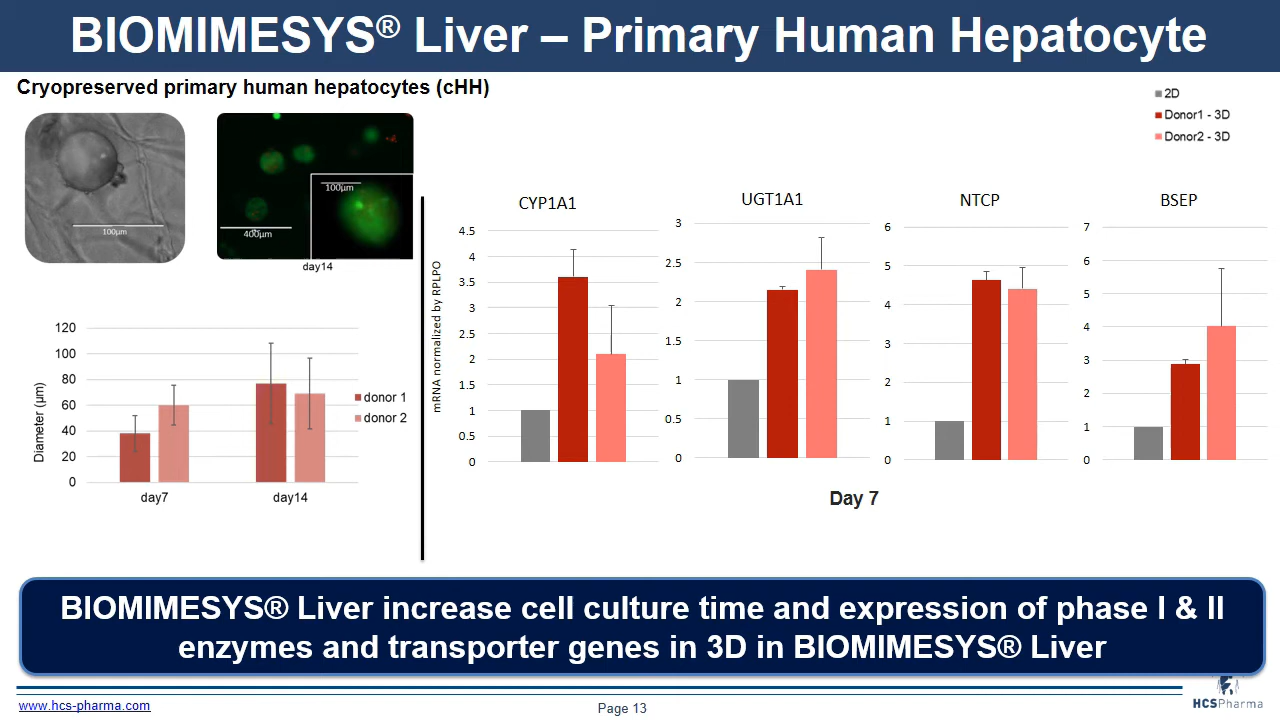 BIOMIMESYS® Liver – Primary Human Hepatocyte
Cryopreserved primary human hepatocytes (cHH)
100µm
100µm
400µm
day14
120
100
80
60
40
20
0
Diameter (µm)
day7
day14
donor 1
donor 2
2D
Donor1 - 3D
Donor2 - 3D
mRNA normalized by RPLPO
CYP1A1
4.5
4
3.5
3
2.5
2
1.5
1
0.5
0
UGT1A1
3
2.5
2
1.5
1
0.5
0
NTCP
6
5
4
3
2
1
0
BSEP
7
6
5
4
3
2
1
0
Day 7
BIOMIMESYS® Liver increase cell culture time and expression of phase I & II
enzymes and transporter genes in 3D in BIOMIMESYS® Liver
www.hcs-pharma.com
Page 13
HCSPharma